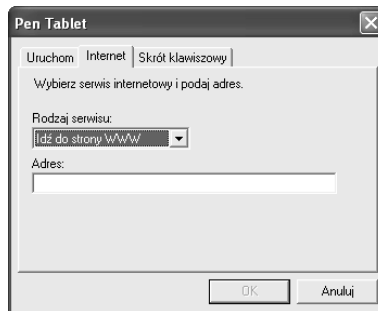 Pen Tablet
Uruchom Internet Skrót klawiszowy
Wybierz serwis internetowy i podaj adres.
Rodzaj serwisu:
Idź do strony WWW
Adres:
OK Anuluj